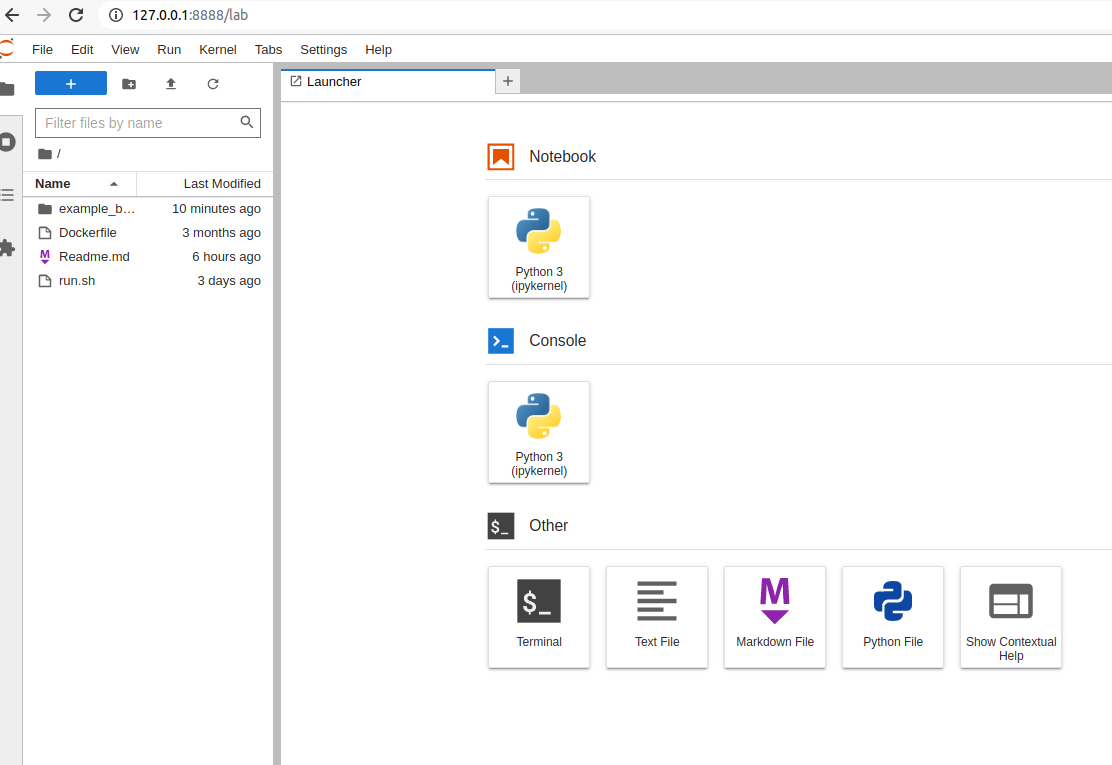 127.0.0.1:8888/lab
File Edit View Run Kernel Tabs Settings Help
+
Launcher
+
Filter files by name
/
Name Last Modified
example_b... 10 minutes ago
Dockerfile 3 months ago
M Readme.md 6 hours ago
run.sh 3 days ago
Notebook
Python 3
(ipykernel)
>_ Console
Python 3
(ipykernel)
$_ Other
$_
Terminal
Text File
M
Markdown File
Python File
Show Contextual
Help